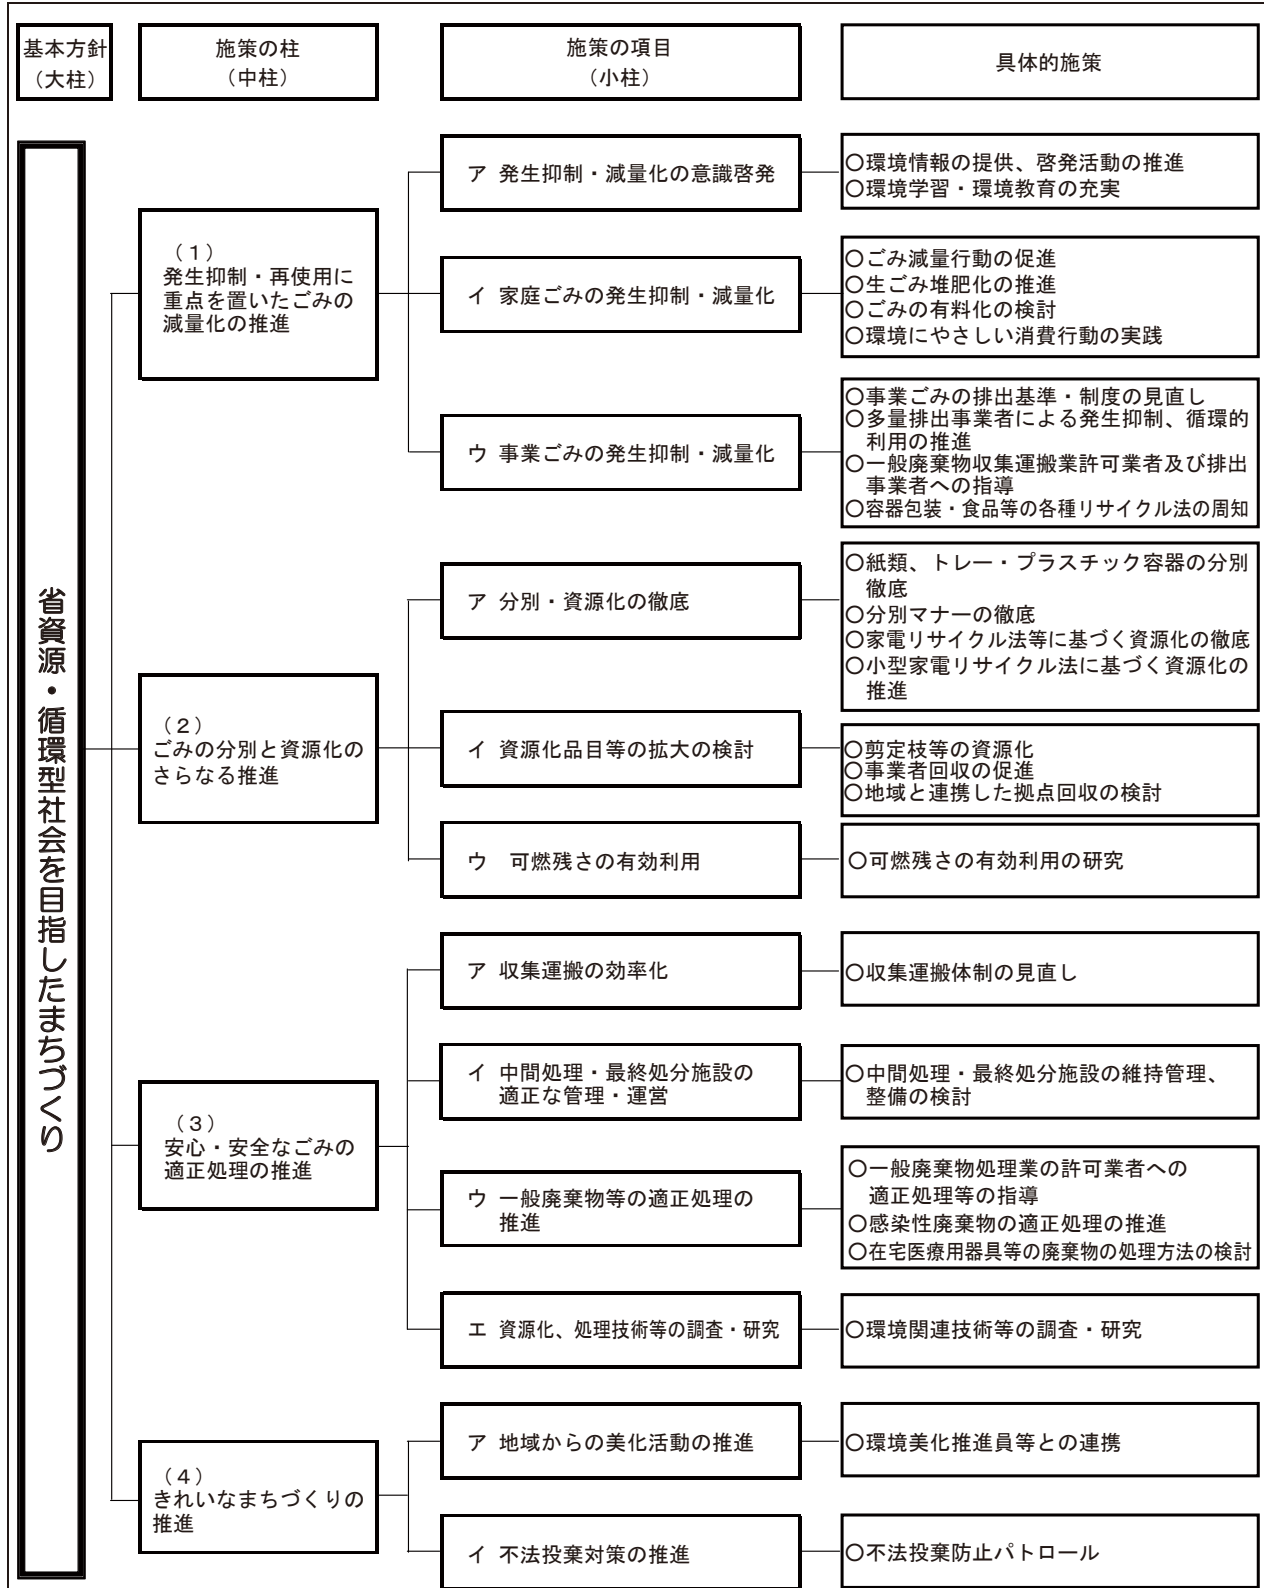 基本方針
（大柱）
施策の柱
（中柱）
施策の項目
（小柱）
具体的施策
省資源・循環型社会を目指したまちづくり
（１）
発生抑制・再使用に
重点を置いたごみの
減量化の推進
ア 発生抑制・減量化の意識啓発
○環境情報の提供、啓発活動の推進
○環境学習・環境教育の充実
イ 家庭ごみの発生抑制・減量化
○ごみ減量行動の促進
○生ごみ堆肥化の推進
○ごみの有料化の検討
○環境にやさしい消費行動の実践
ウ 事業ごみの発生抑制・減量化
○事業ごみの排出基準・制度の見直し
○多量排出事業者による発生抑制、循環的
利用の推進
○一般廃棄物収集運搬業許可業者及び排出
事業者への指導
○容器包装・食品等の各種リサイクル法の周知
（２）
ごみの分別と資源化の
さらなる推進
ア 分別・資源化の徹底
○紙類、トレー・プラスチック容器の分別
徹底
○分別マナーの徹底
○家電リサイクル法等に基づく資源化の徹底
○小型家電リサイクル法に基づく資源化の
推進
イ 資源化品目等の拡大の検討
○剪定枝等の資源化
○事業者回収の促進
○地域と連携した拠点回収の検討
ウ 可燃残さの有効利用
○可燃残さの有効利用の研究
（３）
安心・安全なごみの
適正処理の推進
ア 収集運搬の効率化
○収集運搬体制の見直し
イ 中間処理・最終処分施設の
適正な管理・運営
○中間処理・最終処分施設の維持管理、
整備の検討
ウ 一般廃棄物等の適正処理の
推進
○一般廃棄物処理業の許可業者への
適正処理等の指導
○感染性廃棄物の適正処理の推進
○在宅医療用器具等の廃棄物の処理方法の検討
エ 資源化、処理技術等の調査・研究
○環境関連技術等の調査・研究
（４）
きれいなまちづくりの
推進
ア 地域からの美化活動の推進
○環境美化推進員等との連携
イ 不法投棄対策の推進
○不法投棄防止パトロール